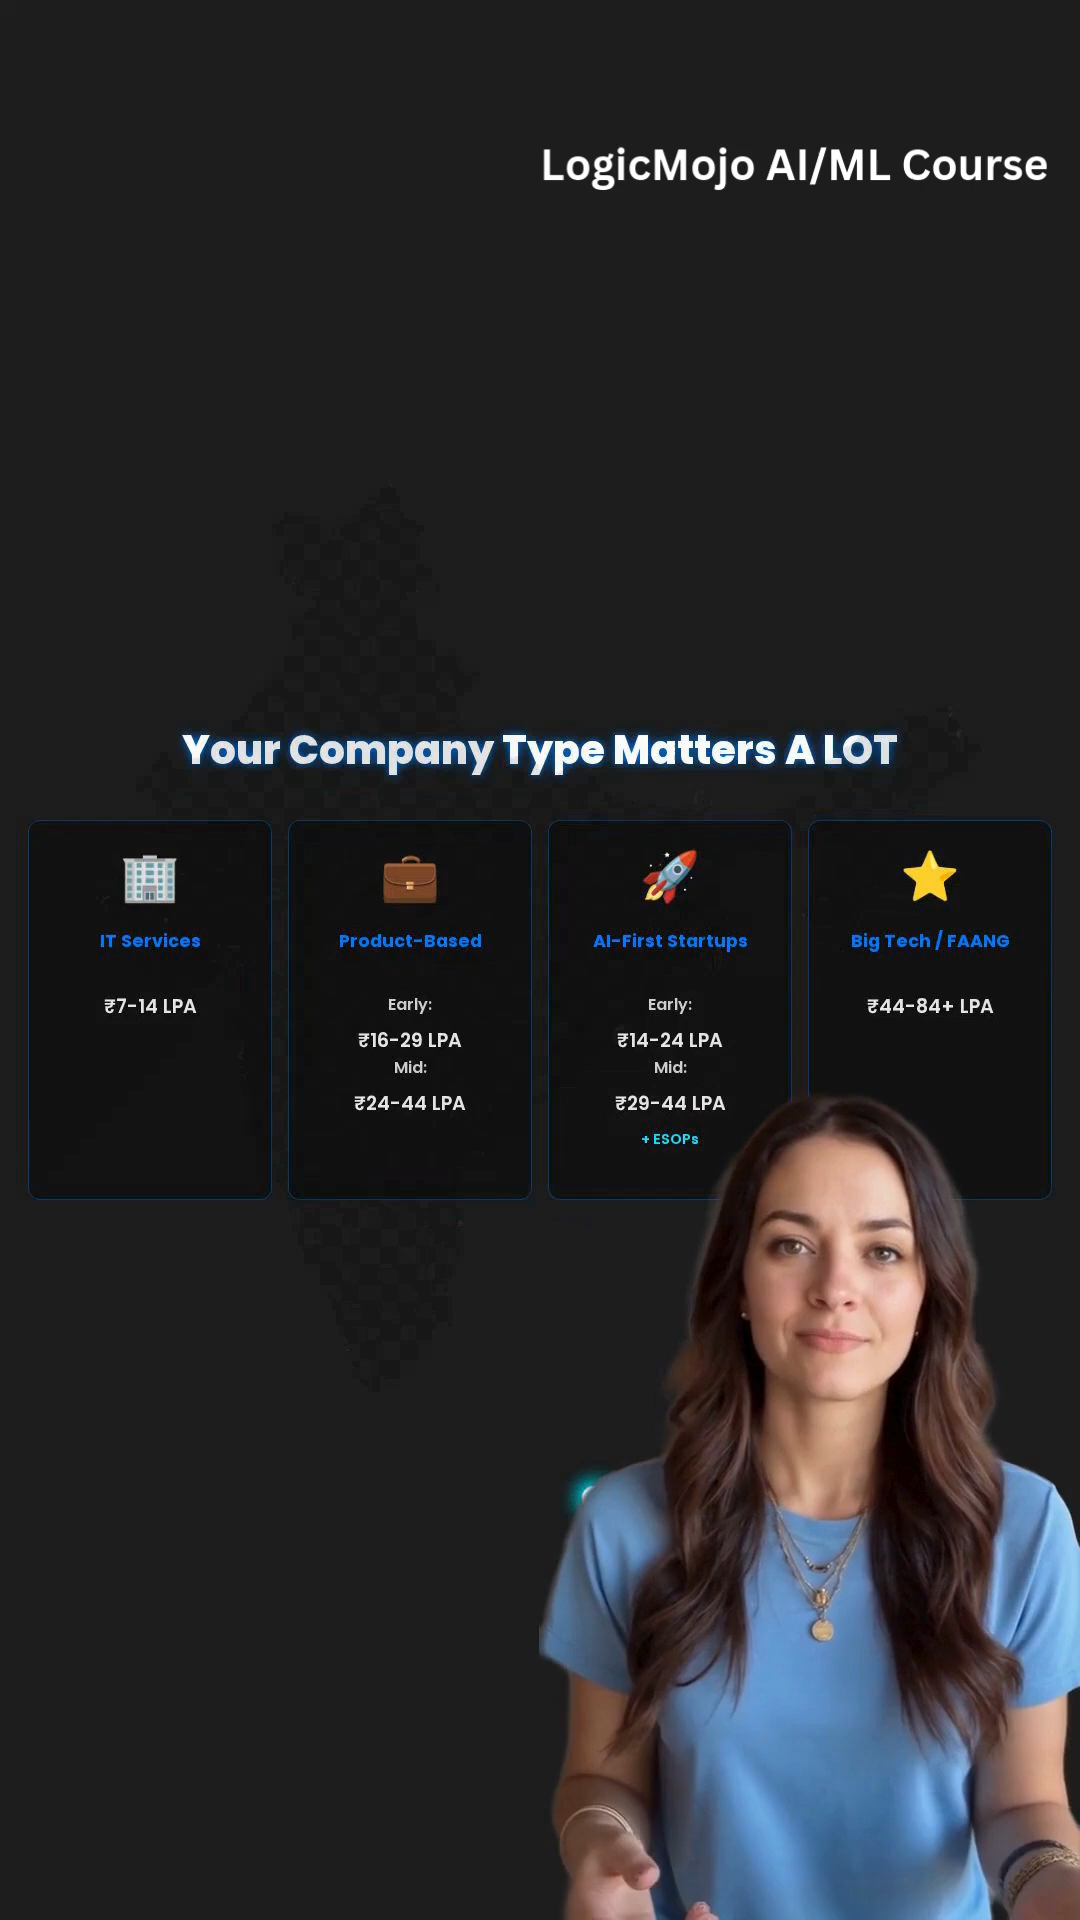 LogicMojo AI/ML Course
Your Company Type Matters A LOT
IT Services
₹7-14 LPA
Product-Based
Early:
₹16-29 LPA
Mid:
₹24-44 LPA
AI-First Startups
Early:
₹14-24 LPA
Mid:
₹29-44 LPA
+ ESOPs
Big Tech / FAANG
₹44-84+ LPA